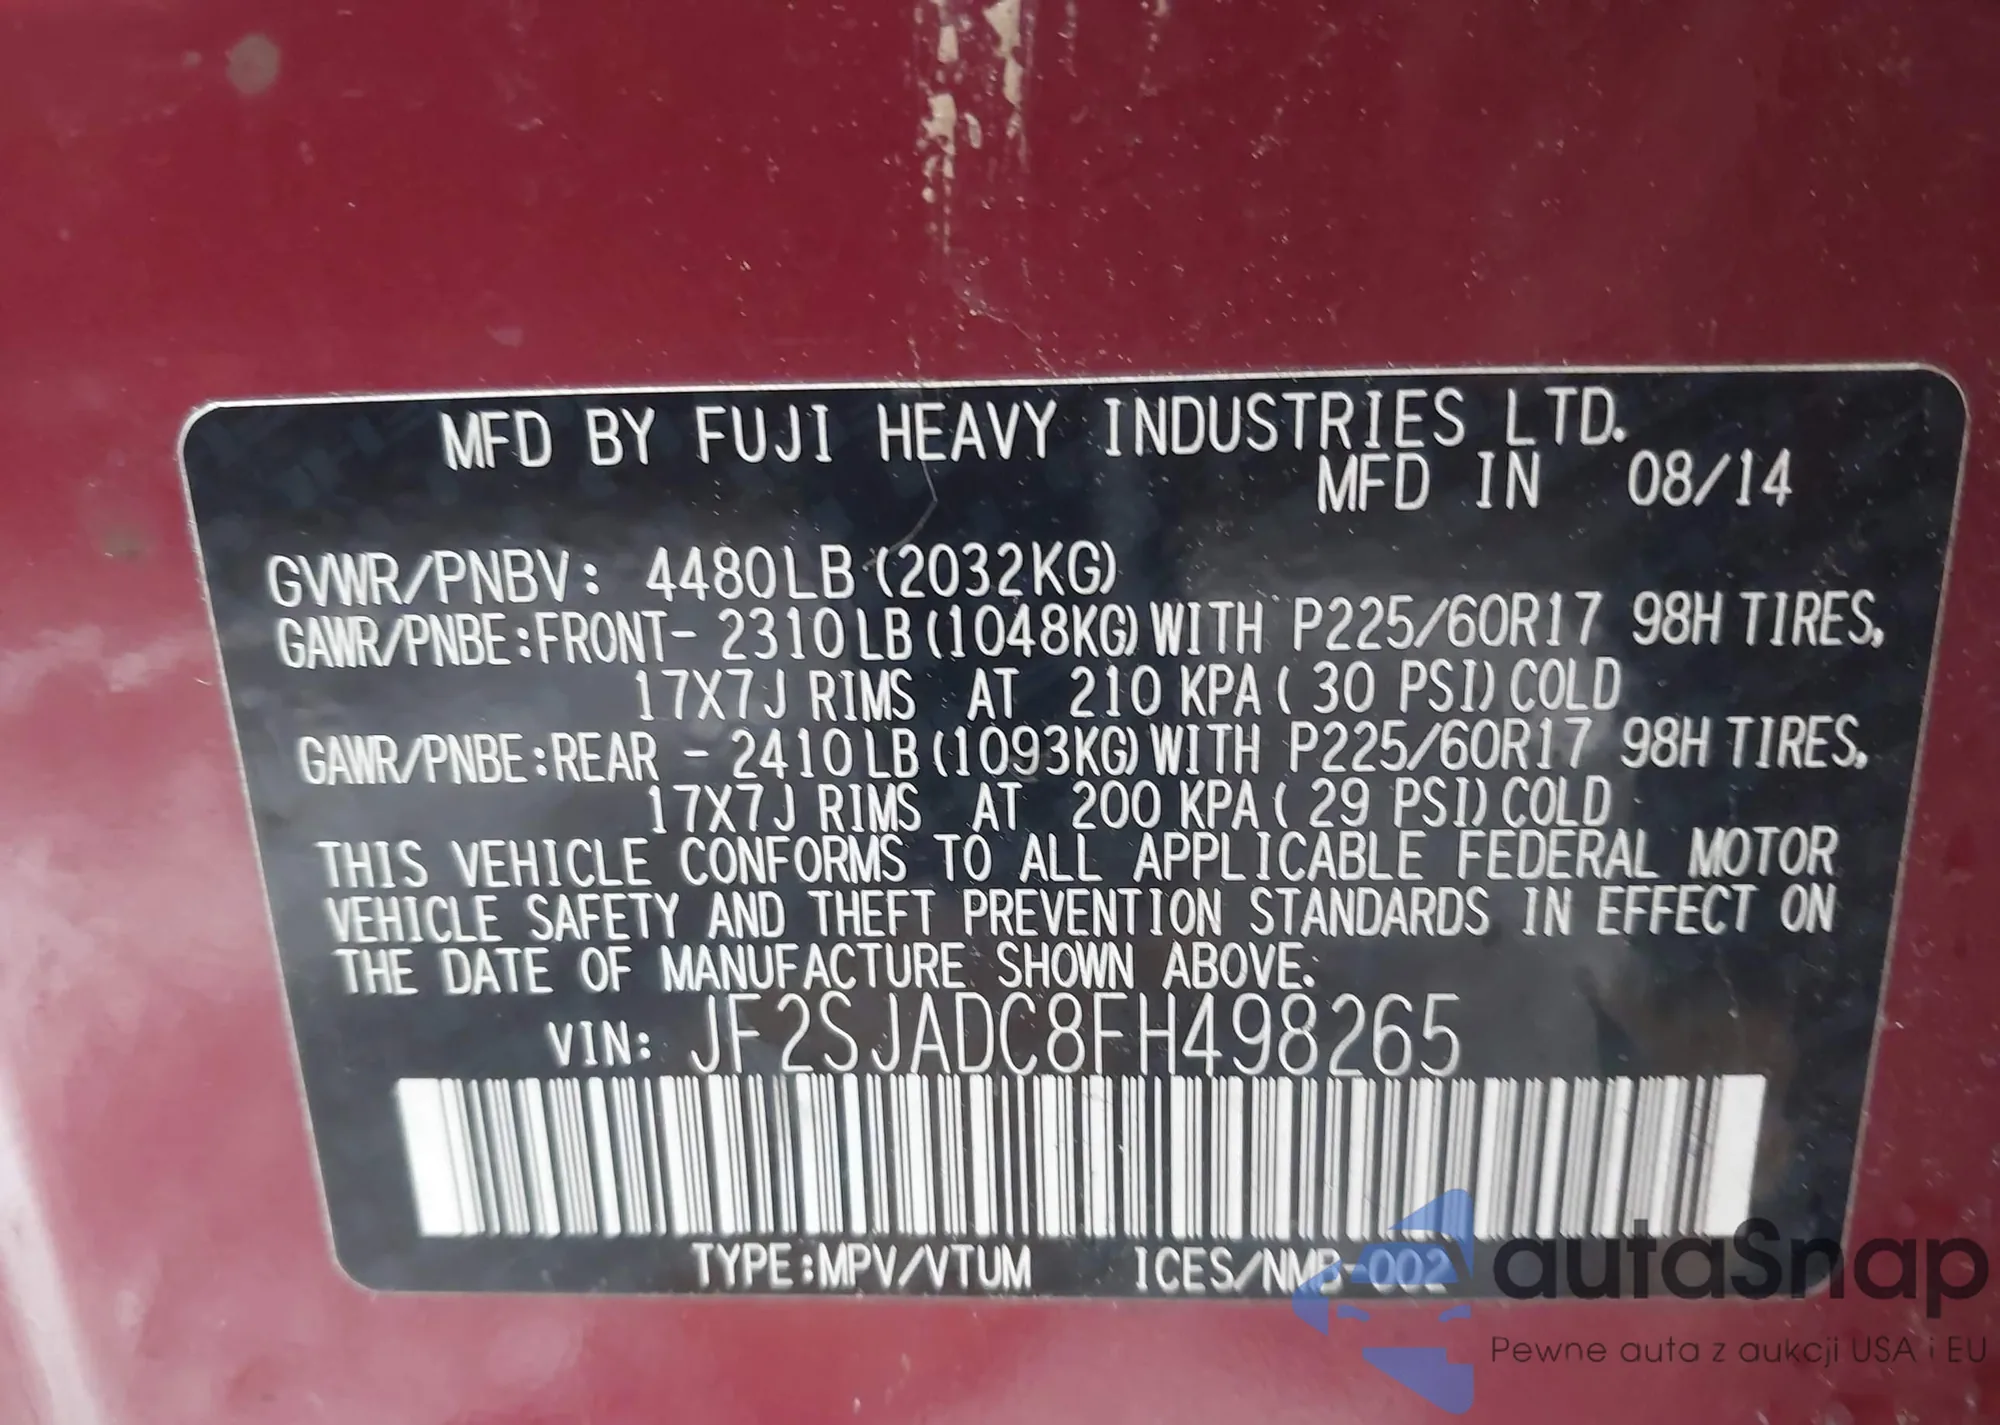 MFD BY FUJI HEAVY INDUSTRIES LTD.
MFD IN 08/14
GVWR/PNBV: 4480LB (2032KG)
GAWR/PNBE:FRONT- 2310LB (1048KG) WITH P225/60R17 98H TIRES,
17X7J RIMS AT 210 KPA ( 30 PSI) COLD
GAWR/PNBE:REAR - 2410LB (1093KG) WITH P225/60R17 98H TIRES,
17X7J RIMS AT 200 KPA ( 29 PSI) COLD
THIS VEHICLE CONFORMS TO ALL APPLICABLE FEDERAL MOTOR
VEHICLE SAFETY AND THEFT PREVENTION STANDARDS IN EFFECT ON
THE DATE OF MANUFACTURE SHOWN ABOVE.
VIN: JF2SJADC8FH498265
TYPE:MPV/VTUM ICES/NMB-002
autaSnap
Pewne auta z aukcji USA i EU